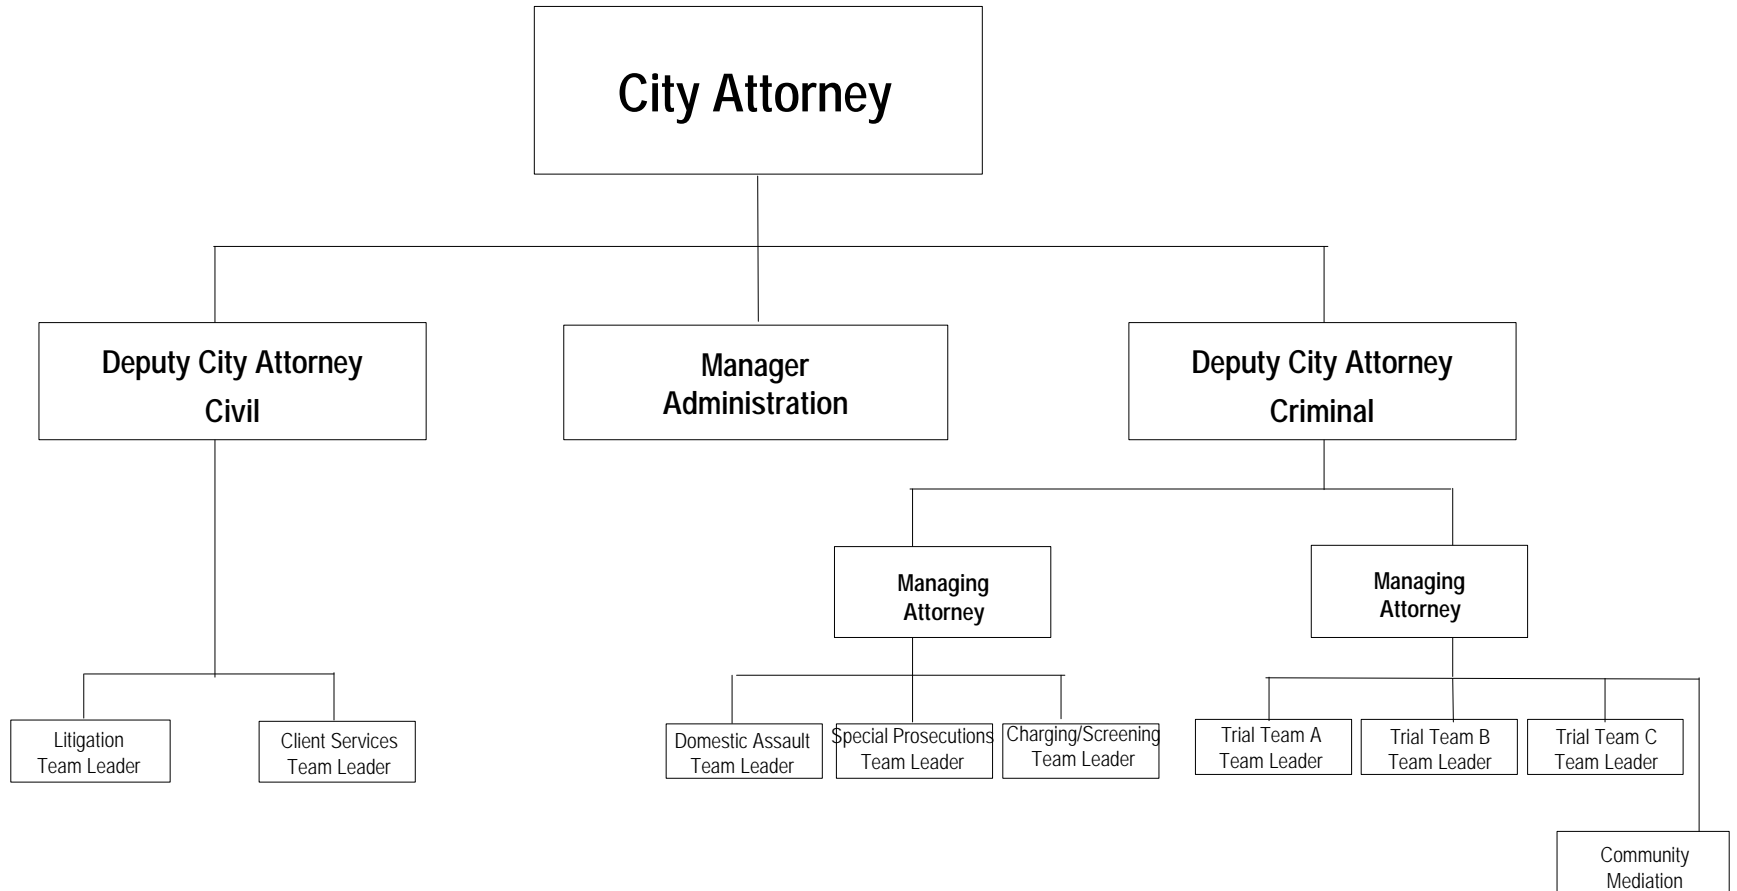 City Attorney
Deputy City Attorney
Civil
Manager
Administration
Deputy City Attorney
Criminal
Managing
Attorney
Managing
Attorney
Litigation
Team Leader
Client Services
Team Leader
Domestic Assault
Team Leader
Special Prosecutions
Team Leader
Charging/Screening
Team Leader
Trial Team A
Team Leader
Trial Team B
Team Leader
Trial Team C
Team Leader
Community
Mediation